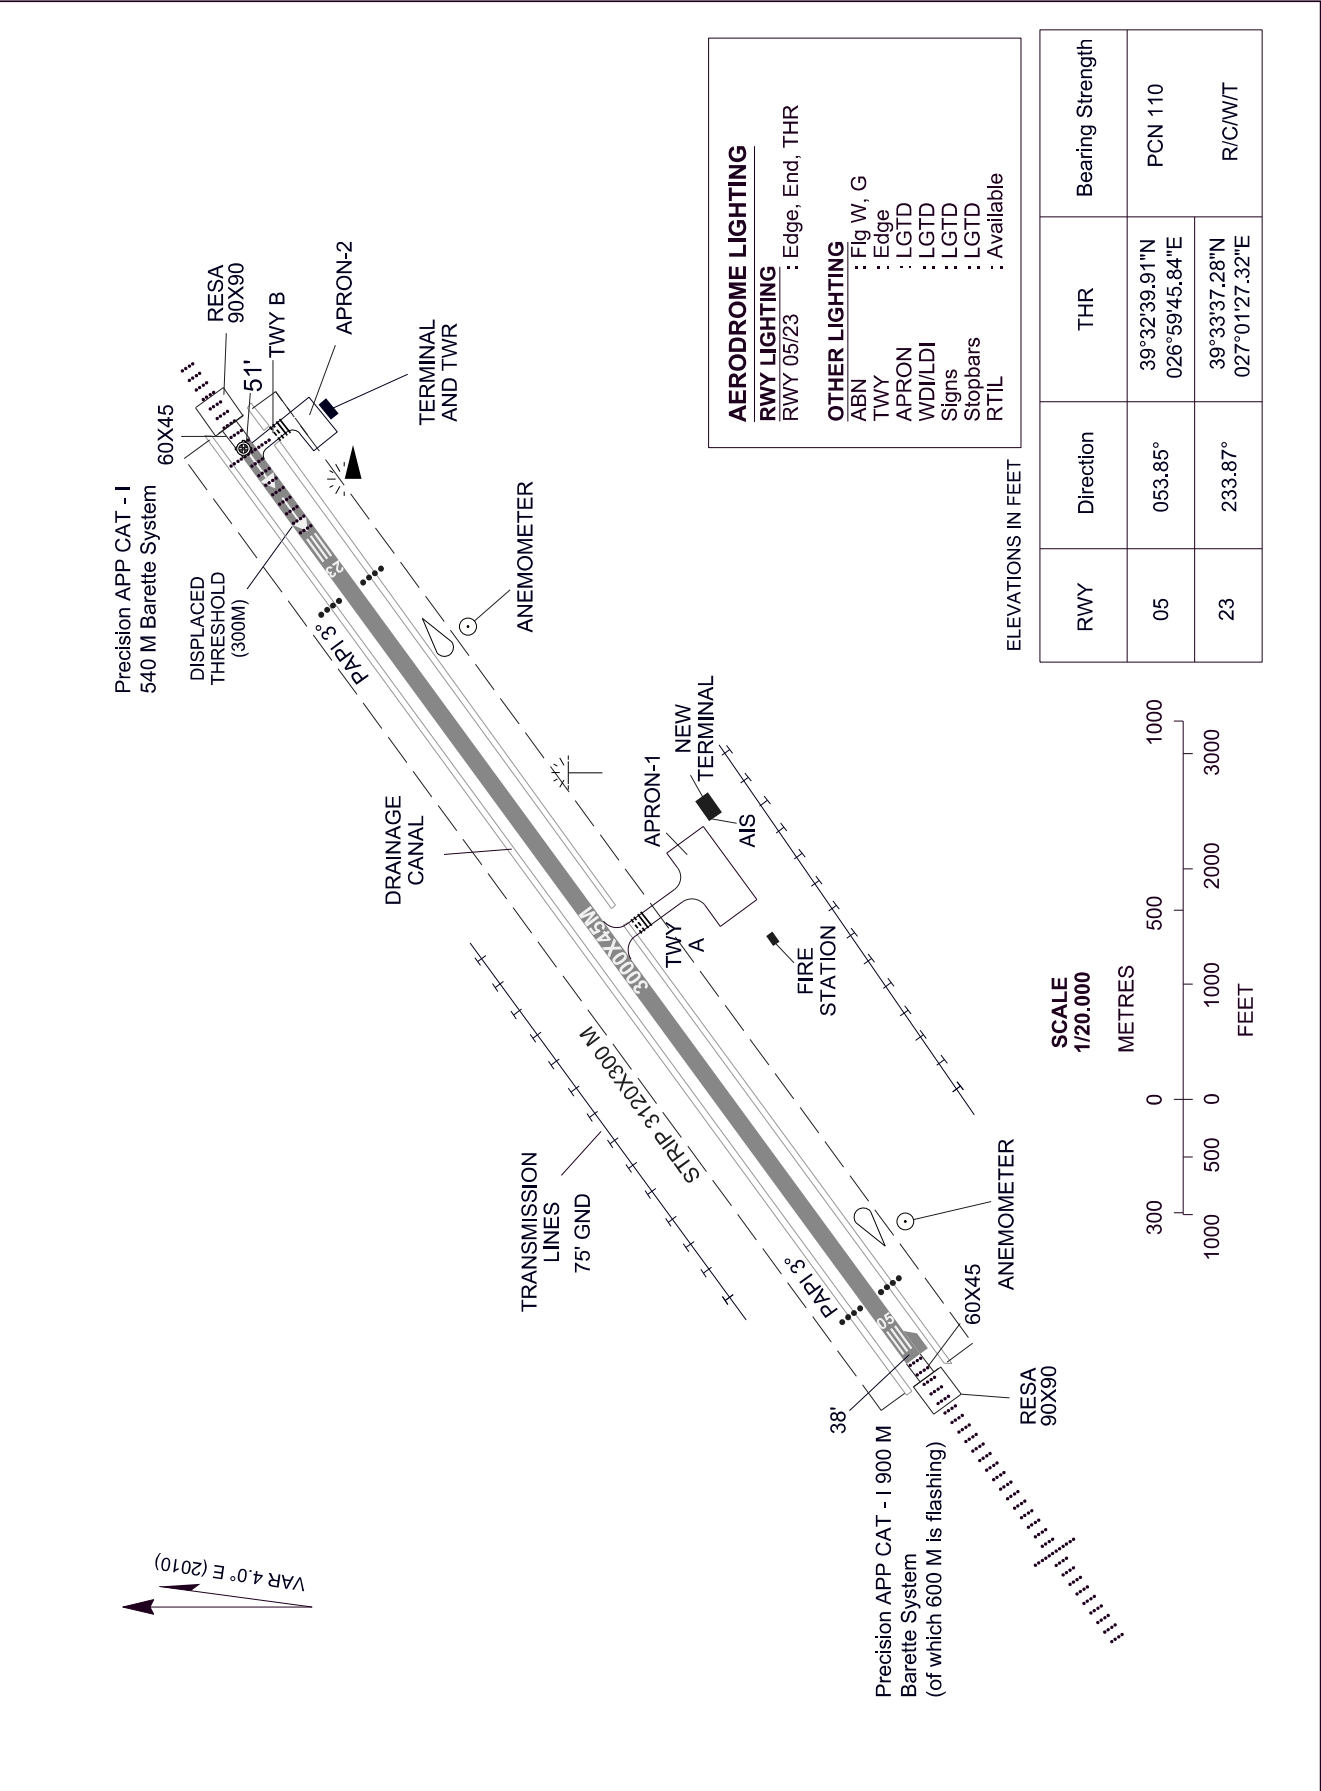 VAR 4.0° E (2010)
Precision APP CAT - I
540 M Barette System
60X45
RESA
90X90
51'
TWY B
APRON-2
TERMINAL
AND TWR
DISPLACED
THRESHOLD
(300M)
23
PAPI 3°
ANEMOMETER
DRAINAGE
CANAL
3000X45M
STRIP 3120X300 M
TRANSMISSION
LINES
75' GND
TWY
A
APRON-1
NEW
TERMINAL
AIS
FIRE
STATION
PAPI 3°
05
38'
60X45
ANEMOMETER
RESA
90X90
Precision APP CAT - I 900 M
Barette System
(of which 600 M is flashing)
AERODROME LIGHTING
RWY LIGHTING
RWY 05/23 : Edge, End, THR
OTHER LIGHTING
ABN : Flg W, G
TWY : Edge
APRON : LGTD
WDI/LDI : LGTD
Signs : LGTD
Stopbars : LGTD
RTIL : Available
ELEVATIONS IN FEET
RWY Direction THR Bearing Strength
05 053.85° 39°32'39.91"N 026°59'45.84"E PCN 110
23 233.87° 39°33'37.28"N 027°01'27.32"E R/C/W/T
SCALE
1/20.000
METRES
300 0 500 1000
1000 500 0 1000 2000 3000
FEET